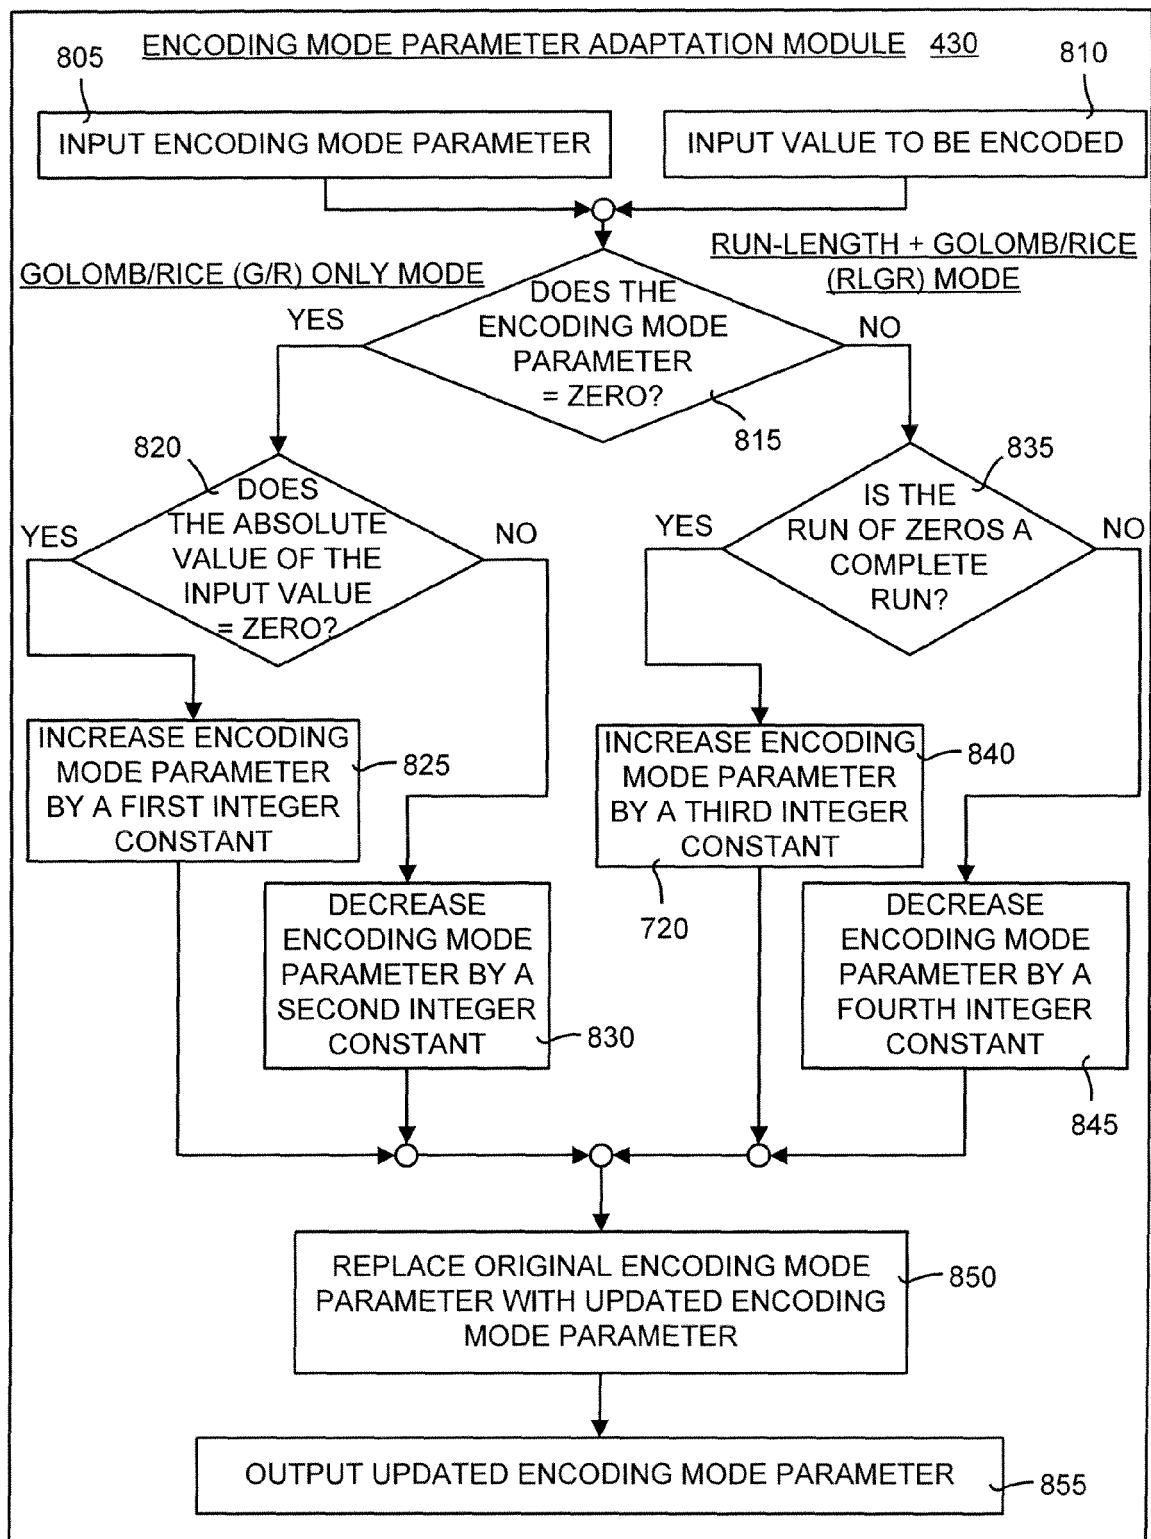 ENCODING MODE PARAMETER ADAPTATION MODULE 430
805
810
INPUT ENCODING MODE PARAMETER
INPUT VALUE TO BE ENCODED
GOLOMB/RICE (G/R) ONLY MODE
RUN-LENGTH + GOLOMB/RICE
(RLGR) MODE
DOES THE
ENCODING MODE
PARAMETER
= ZERO?
YES
NO
815
820
DOES
THE ABSOLUTE
VALUE OF THE
INPUT VALUE
= ZERO?
YES
NO
835
IS THE
RUN OF ZEROS A
COMPLETE
RUN?
YES
NO
INCREASE ENCODING
MODE PARAMETER
BY A FIRST INTEGER
CONSTANT
825
INCREASE ENCODING
MODE PARAMETER
BY A THIRD INTEGER
CONSTANT
840
720
DECREASE
ENCODING MODE
PARAMETER BY A
SECOND INTEGER
CONSTANT
830
DECREASE
ENCODING MODE
PARAMETER BY A
FOURTH INTEGER
CONSTANT
845
REPLACE ORIGINAL ENCODING MODE
PARAMETER WITH UPDATED ENCODING
MODE PARAMETER
850
OUTPUT UPDATED ENCODING MODE PARAMETER
855